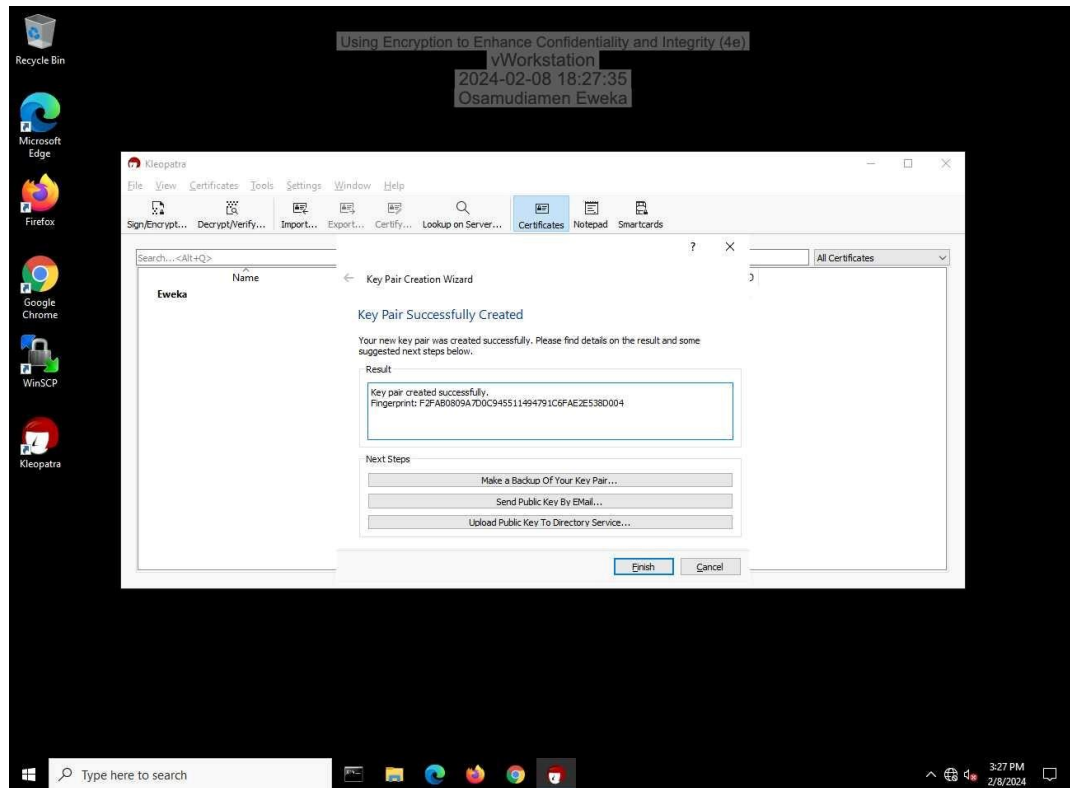 Recycle Bin
Microsoft
Edge
Firefox
Google
Chrome
WinSCP
Kleopatra
Using Encryption to Enhance Confidentiality and Integrity (4e)
vWorkstation
2024-02-08 18:27:35
Osamudiamen Eweka
Kleopatra
File View Certificates Tools Settings Window Help
Sign/Encrypt... Decrypt/Verify... Import... Export... Certify... Lookup on Server... Certificates Notepad Smartcards
Search...<Alt+Q>
All Certificates
Name
Eweka
?
Key Pair Creation Wizard
Key Pair Successfully Created
Your new key pair was created successfully. Please find details on the result and some
suggested next steps below.
Result
Key pair created successfully.
Fingerprint: F2FAB0809A7D0C945511494791C6FAE2E538D004
Next Steps
Make a Backup Of Your Key Pair...
Send Public Key By EMail...
Upload Public Key To Directory Service...
Finish Cancel
Type here to search
3:27 PM
2/8/2024